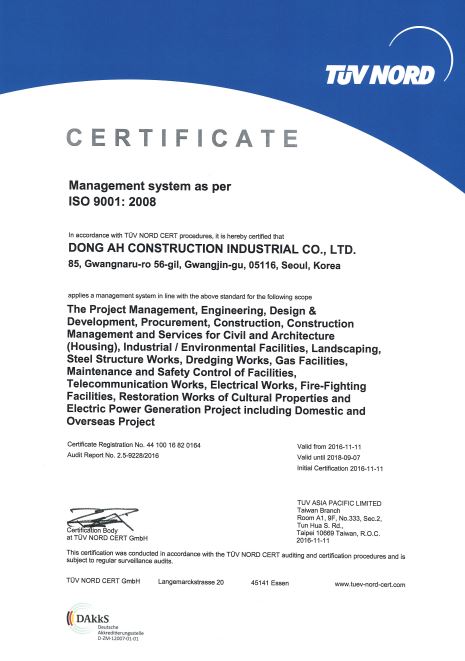 TÜV NORD
CERTIFICATE
Management system as per
ISO 9001: 2008
In accordance with TÜV NORD CERT procedures, it is hereby certified that
DONG AH CONSTRUCTION INDUSTRIAL CO., LTD.
85, Gwangnaru-ro 56-gil, Gwangjin-gu, 05116, Seoul, Korea
applies a management system in line with the above standard for the following scope
The Project Management, Engineering, Design &
Development, Procurement, Construction, Construction
Management and Services for Civil and Architecture
(Housing), Industrial / Environmental Facilities, Landscaping,
Steel Structure Works, Dredging Works, Gas Facilities,
Maintenance and Safety Control of Facilities,
Telecommunication Works, Electrical Works, Fire-Fighting
Facilities, Restoration Works of Cultural Properties and
Electric Power Generation Project including Domestic and
Overseas Project
Certificate Registration No. 44 100 16 82 0164
Audit Report No. 2.5-9228/2016
Valid from 2016-11-11
Valid until 2018-09-07
Initial Certification 2016-11-11
Certification Body
at TÜV NORD CERT GmbH
TUV ASIA PACIFIC LIMITED
Taiwan Branch
Room A1, 9F, No.333, Sec.2,
Tun Hua S. Rd.,
Taipei 10669 Taiwan, R.O.C.
2016-11-11
This certification was conducted in accordance with the TÜV NORD CERT auditing and certification procedures and is
subject to regular surveillance audits.
TÜV NORD CERT GmbH Langemarckstrasse 20 45141 Essen www.tuev-nord-cert.com
DAkkS
Deutsche
Akkreditierungsstelle
D-ZM-12007-01-01